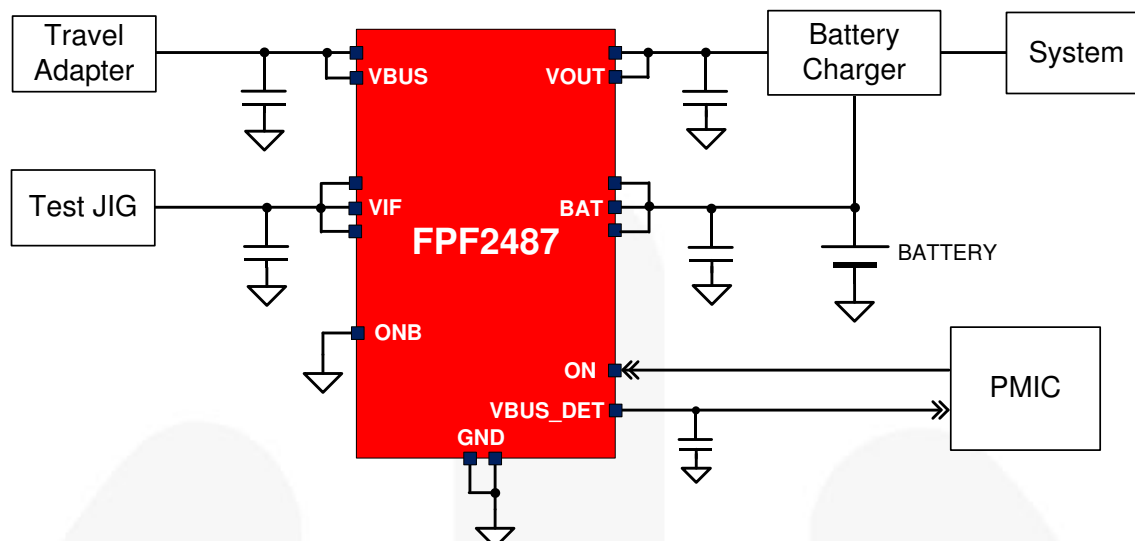 Travel
Adapter
VBUS
VOUT
Battery
Charger
System
Test JIG
VIF
BAT
FPF2487
BATTERY
ONB
ON
PMIC
VBUS_DET
GND